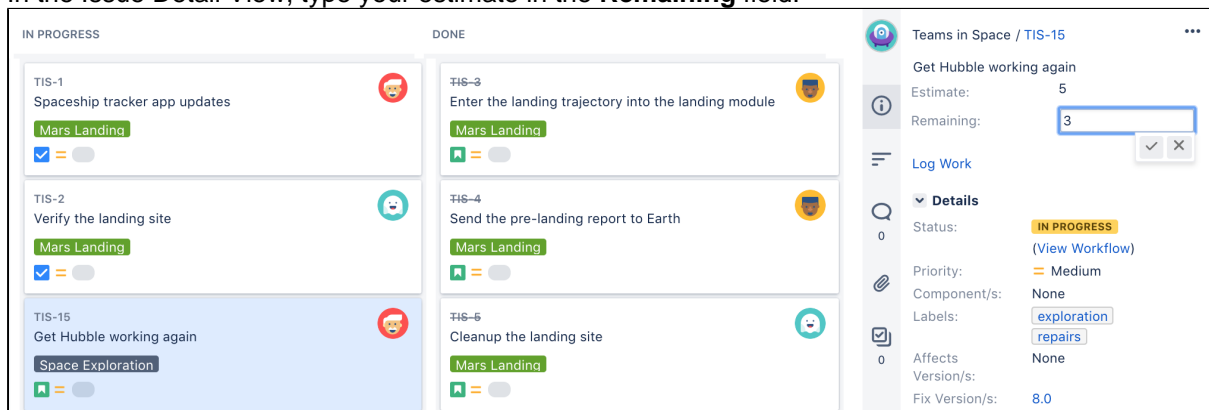 In the Issue Detail View, type your estimate in the Remaining field.
IN PROGRESS
TIS-1
Spaceship tracker app updates
Mars Landing
TIS-2
Verify the landing site
Mars Landing
TIS-15
Get Hubble working again
Space Exploration
DONE
TIS-3
Enter the landing trajectory into the landing module
Mars Landing
TIS-4
Send the pre-landing report to Earth
Mars Landing
TIS-5
Cleanup the landing site
Mars Landing
0
0
Teams in Space / TIS-15
Get Hubble working again
Estimate: 5
Remaining: 3
Log Work
Details
Status: IN PROGRESS
(View Workflow)
Priority: Medium
Component/s: None
Labels: exploration
repairs
Affects None
Version/s:
Fix Version/s: 8.0